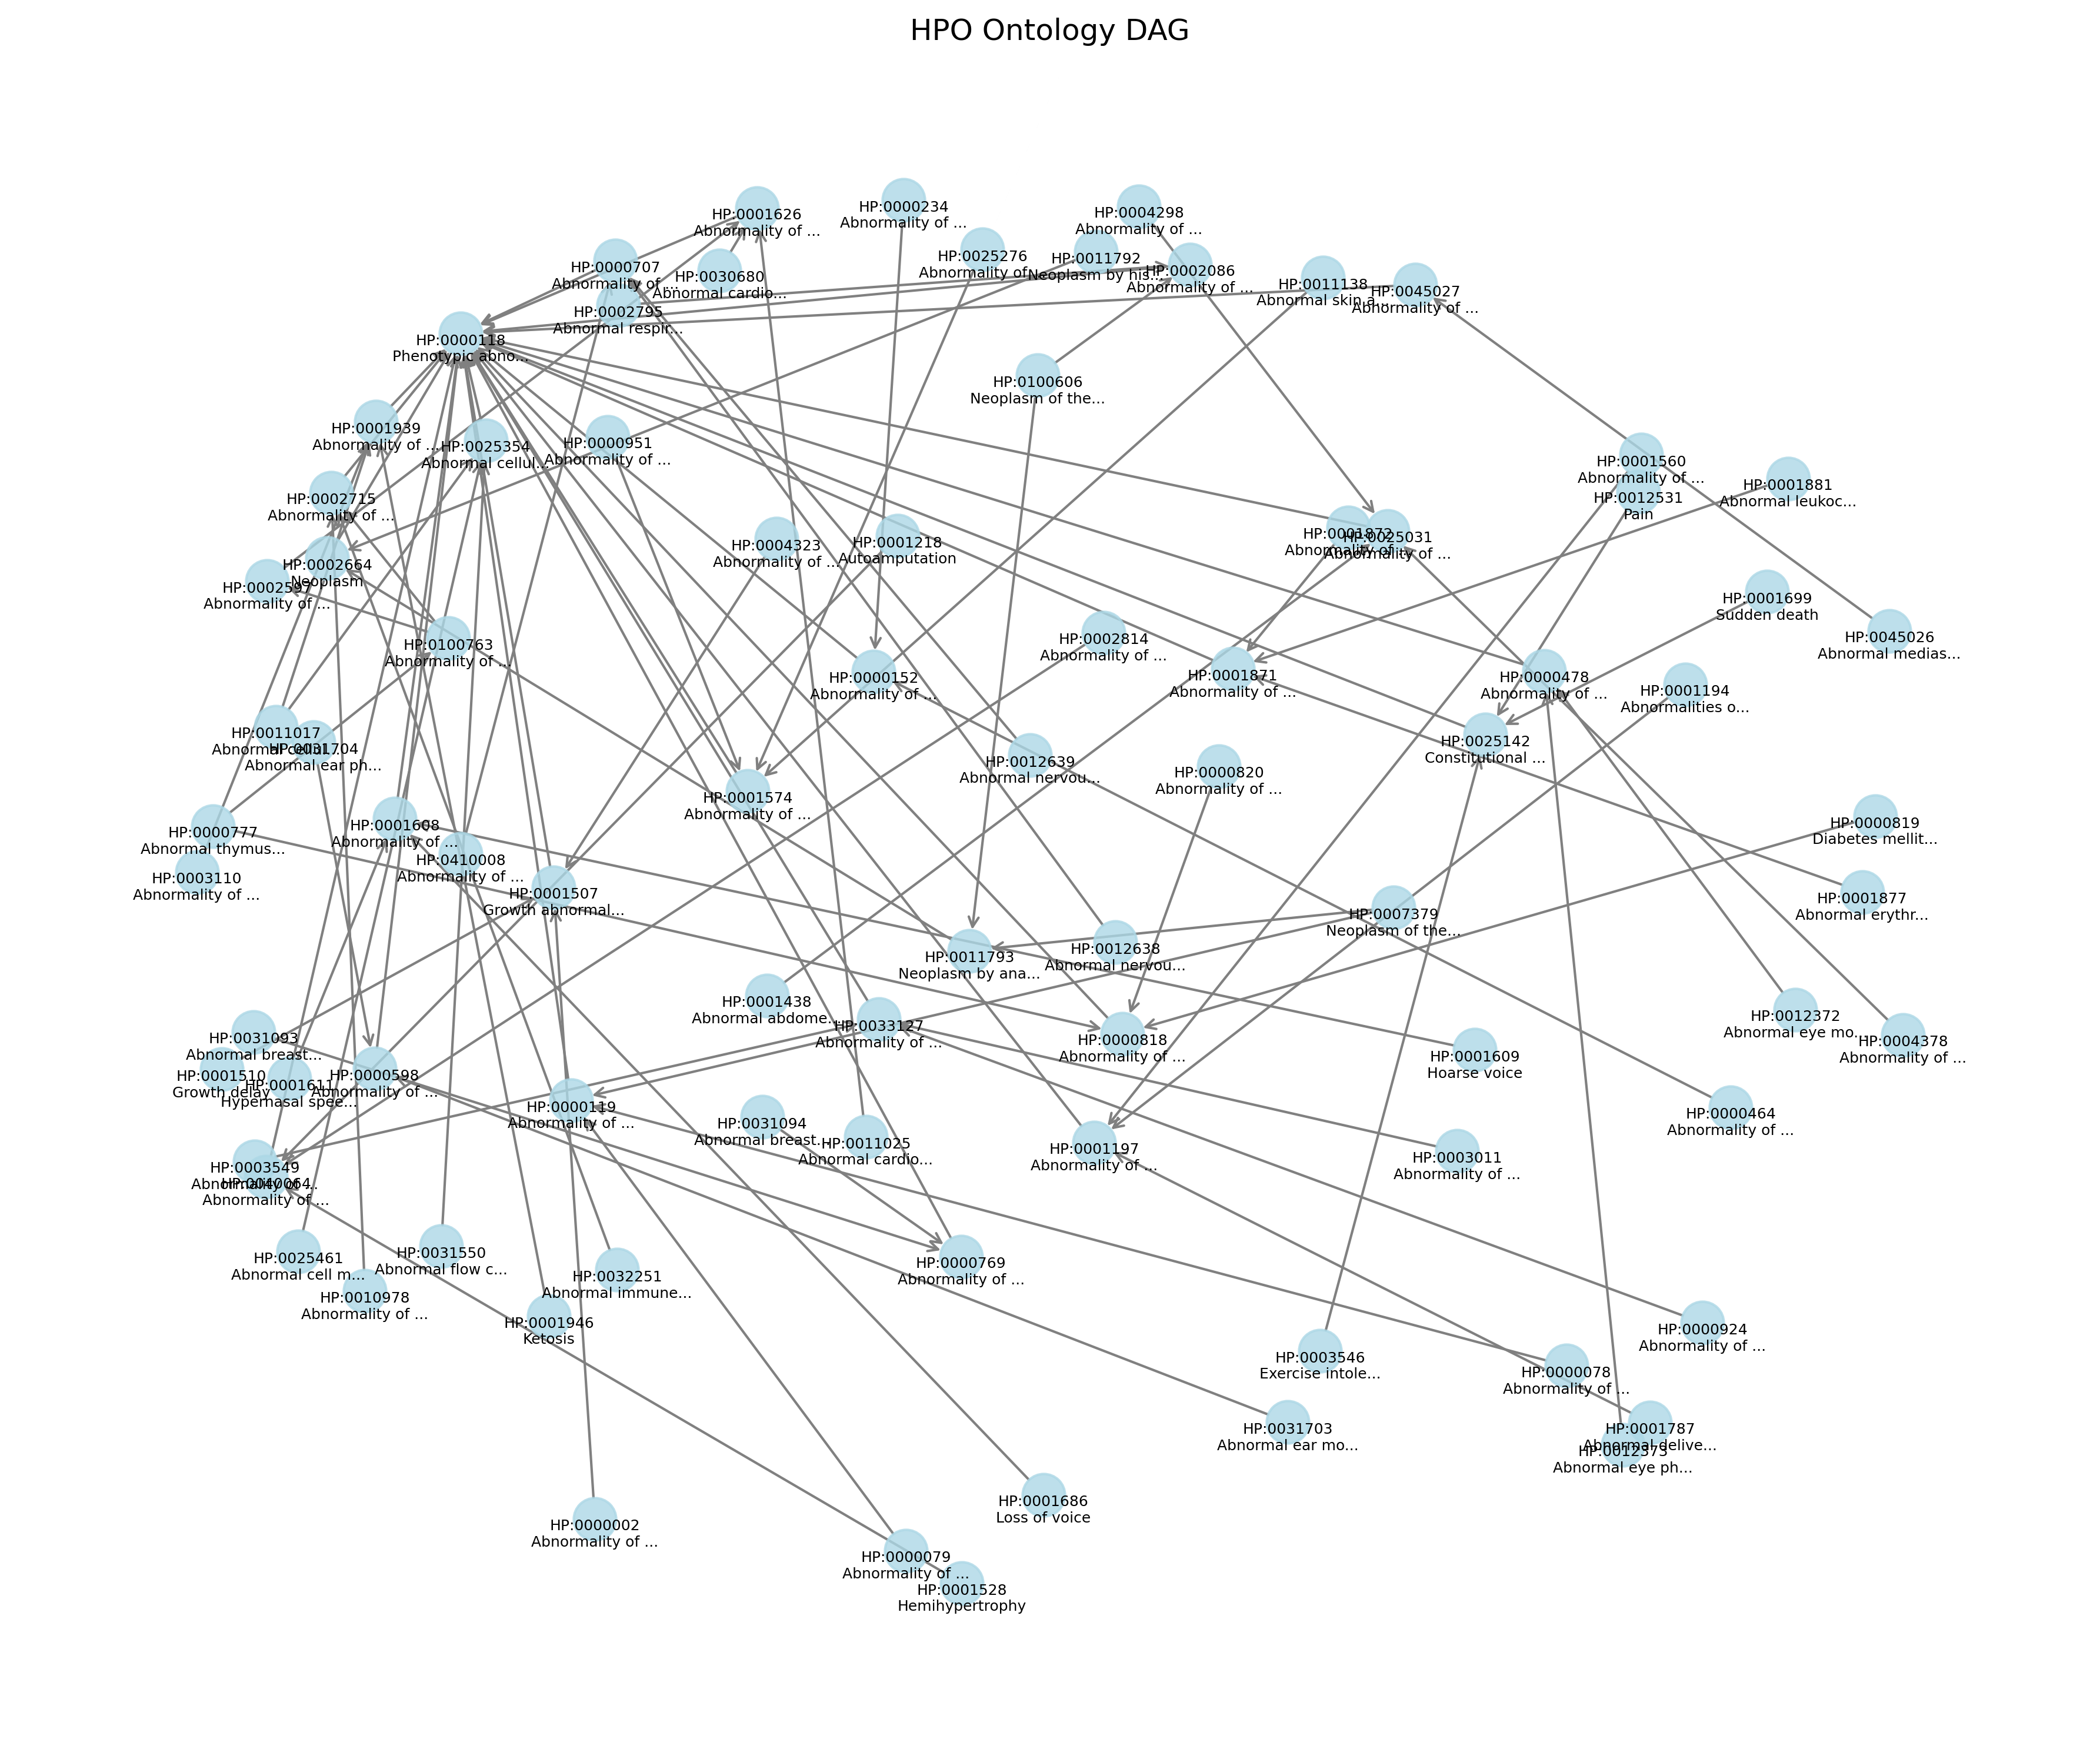 HPO Ontology DAG
HP:0001626
Abnormality of ...
HP:0000234
Abnormality of ...
HP:0004298
Abnormality of ...
HP:0000707
Abnormality of ...
HP:0030680
Abnormal cardio...
HP:0025276
Abnormality of ...
HP:0011792
Neoplasm by his...
HP:0002086
Abnormality of ...
HP:0011138
Abnormal skin a...
HP:0045027
Abnormality of ...
HP:0002795
Abnormal respir...
HP:0000118
Phenotypic abno...
HP:0100606
Neoplasm of the...
HP:0001939
Abnormality of ...
HP:0025354
Abnormal cellul...
HP:0000951
Abnormality of ...
HP:0001560
Abnormality of ...
HP:0012531
Pain
HP:0001881
Abnormal leukoc...
HP:0002715
Abnormality of ...
HP:0004323
Abnormality of ...
HP:0001218
Autoamputation
HP:0001872
Abnormality of ...
HP:0025031
Abnormality of ...
HP:0002664
Neoplasm
HP:0002597
Abnormality of ...
HP:0001699
Sudden death
HP:0100763
Abnormality of ...
HP:0002814
Abnormality of ...
HP:0045026
Abnormal medias...
HP:0000152
Abnormality of ...
HP:0001871
Abnormality of ...
HP:0000478
Abnormality of ...
HP:0001194
Abnormalities o...
HP:0011017
Abnormal cellul...
HP:0031704
Abnormal ear ph...
HP:0025142
Constitutional ...
HP:0012639
Abnormal nervou...
HP:0000820
Abnormality of ...
HP:0001574
Abnormality of ...
HP:0000777
Abnormal thymus...
HP:0001608
Abnormality of ...
HP:0000819
Diabetes mellit...
HP:0410008
Abnormality of ...
HP:0003110
Abnormality of ...
HP:0001507
Growth abnormal...
HP:0001877
Abnormal erythr...
HP:0007379
Neoplasm of the...
HP:0011793
Neoplasm by ana...
HP:0012638
Abnormal nervou...
HP:0001438
Abnormal abdome...
HP:0033127
Abnormality of ...
HP:0000818
Abnormality of ...
HP:0012372
Abnormal eye mo...
HP:0004378
Abnormality of ...
HP:0031093
Abnormal breast...
HP:0001609
Hoarse voice
HP:0001510
Growth delay
HP:0001611
Hypernasal spee...
HP:0000598
Abnormality of ...
HP:0000119
Abnormality of ...
HP:0031094
Abnormal breast...
HP:0011025
Abnormal cardio...
HP:0000464
Abnormality of ...
HP:0001197
Abnormality of ...
HP:0003011
Abnormality of ...
HP:0003549
Abnormality of ...
HP:0040064
Abnormality of ...
HP:0025461
Abnormal cell m...
HP:0031550
Abnormal flow c...
HP:0000769
Abnormality of ...
HP:0032251
Abnormal immune...
HP:0010978
Abnormality of ...
HP:0001946
Ketosis
HP:0000924
Abnormality of ...
HP:0003546
Exercise intole...
HP:0000078
Abnormality of ...
HP:0031703
Abnormal ear mo...
HP:0001787
Abnormal delive...
HP:0012373
Abnormal eye ph...
HP:0001686
Loss of voice
HP:0000002
Abnormality of ...
HP:0000079
Abnormality of ...
HP:0001528
Hemihypertrophy